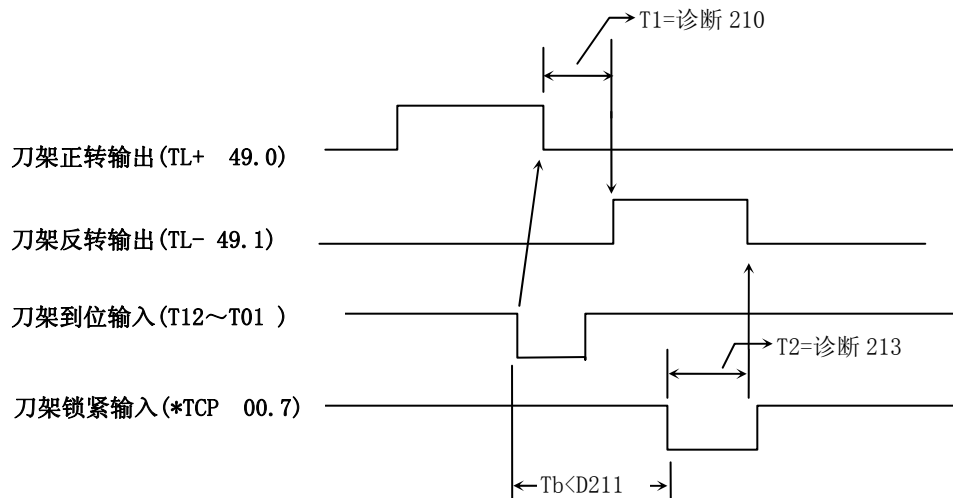 T1=诊断 210
刀架正转输出(TL+  49.0)
刀架反转输出(TL- 49.1)
刀架到位输入(T12～T01 )
T2=诊断 213
刀架锁紧输入(*TCP  00.7)
Tb<D211